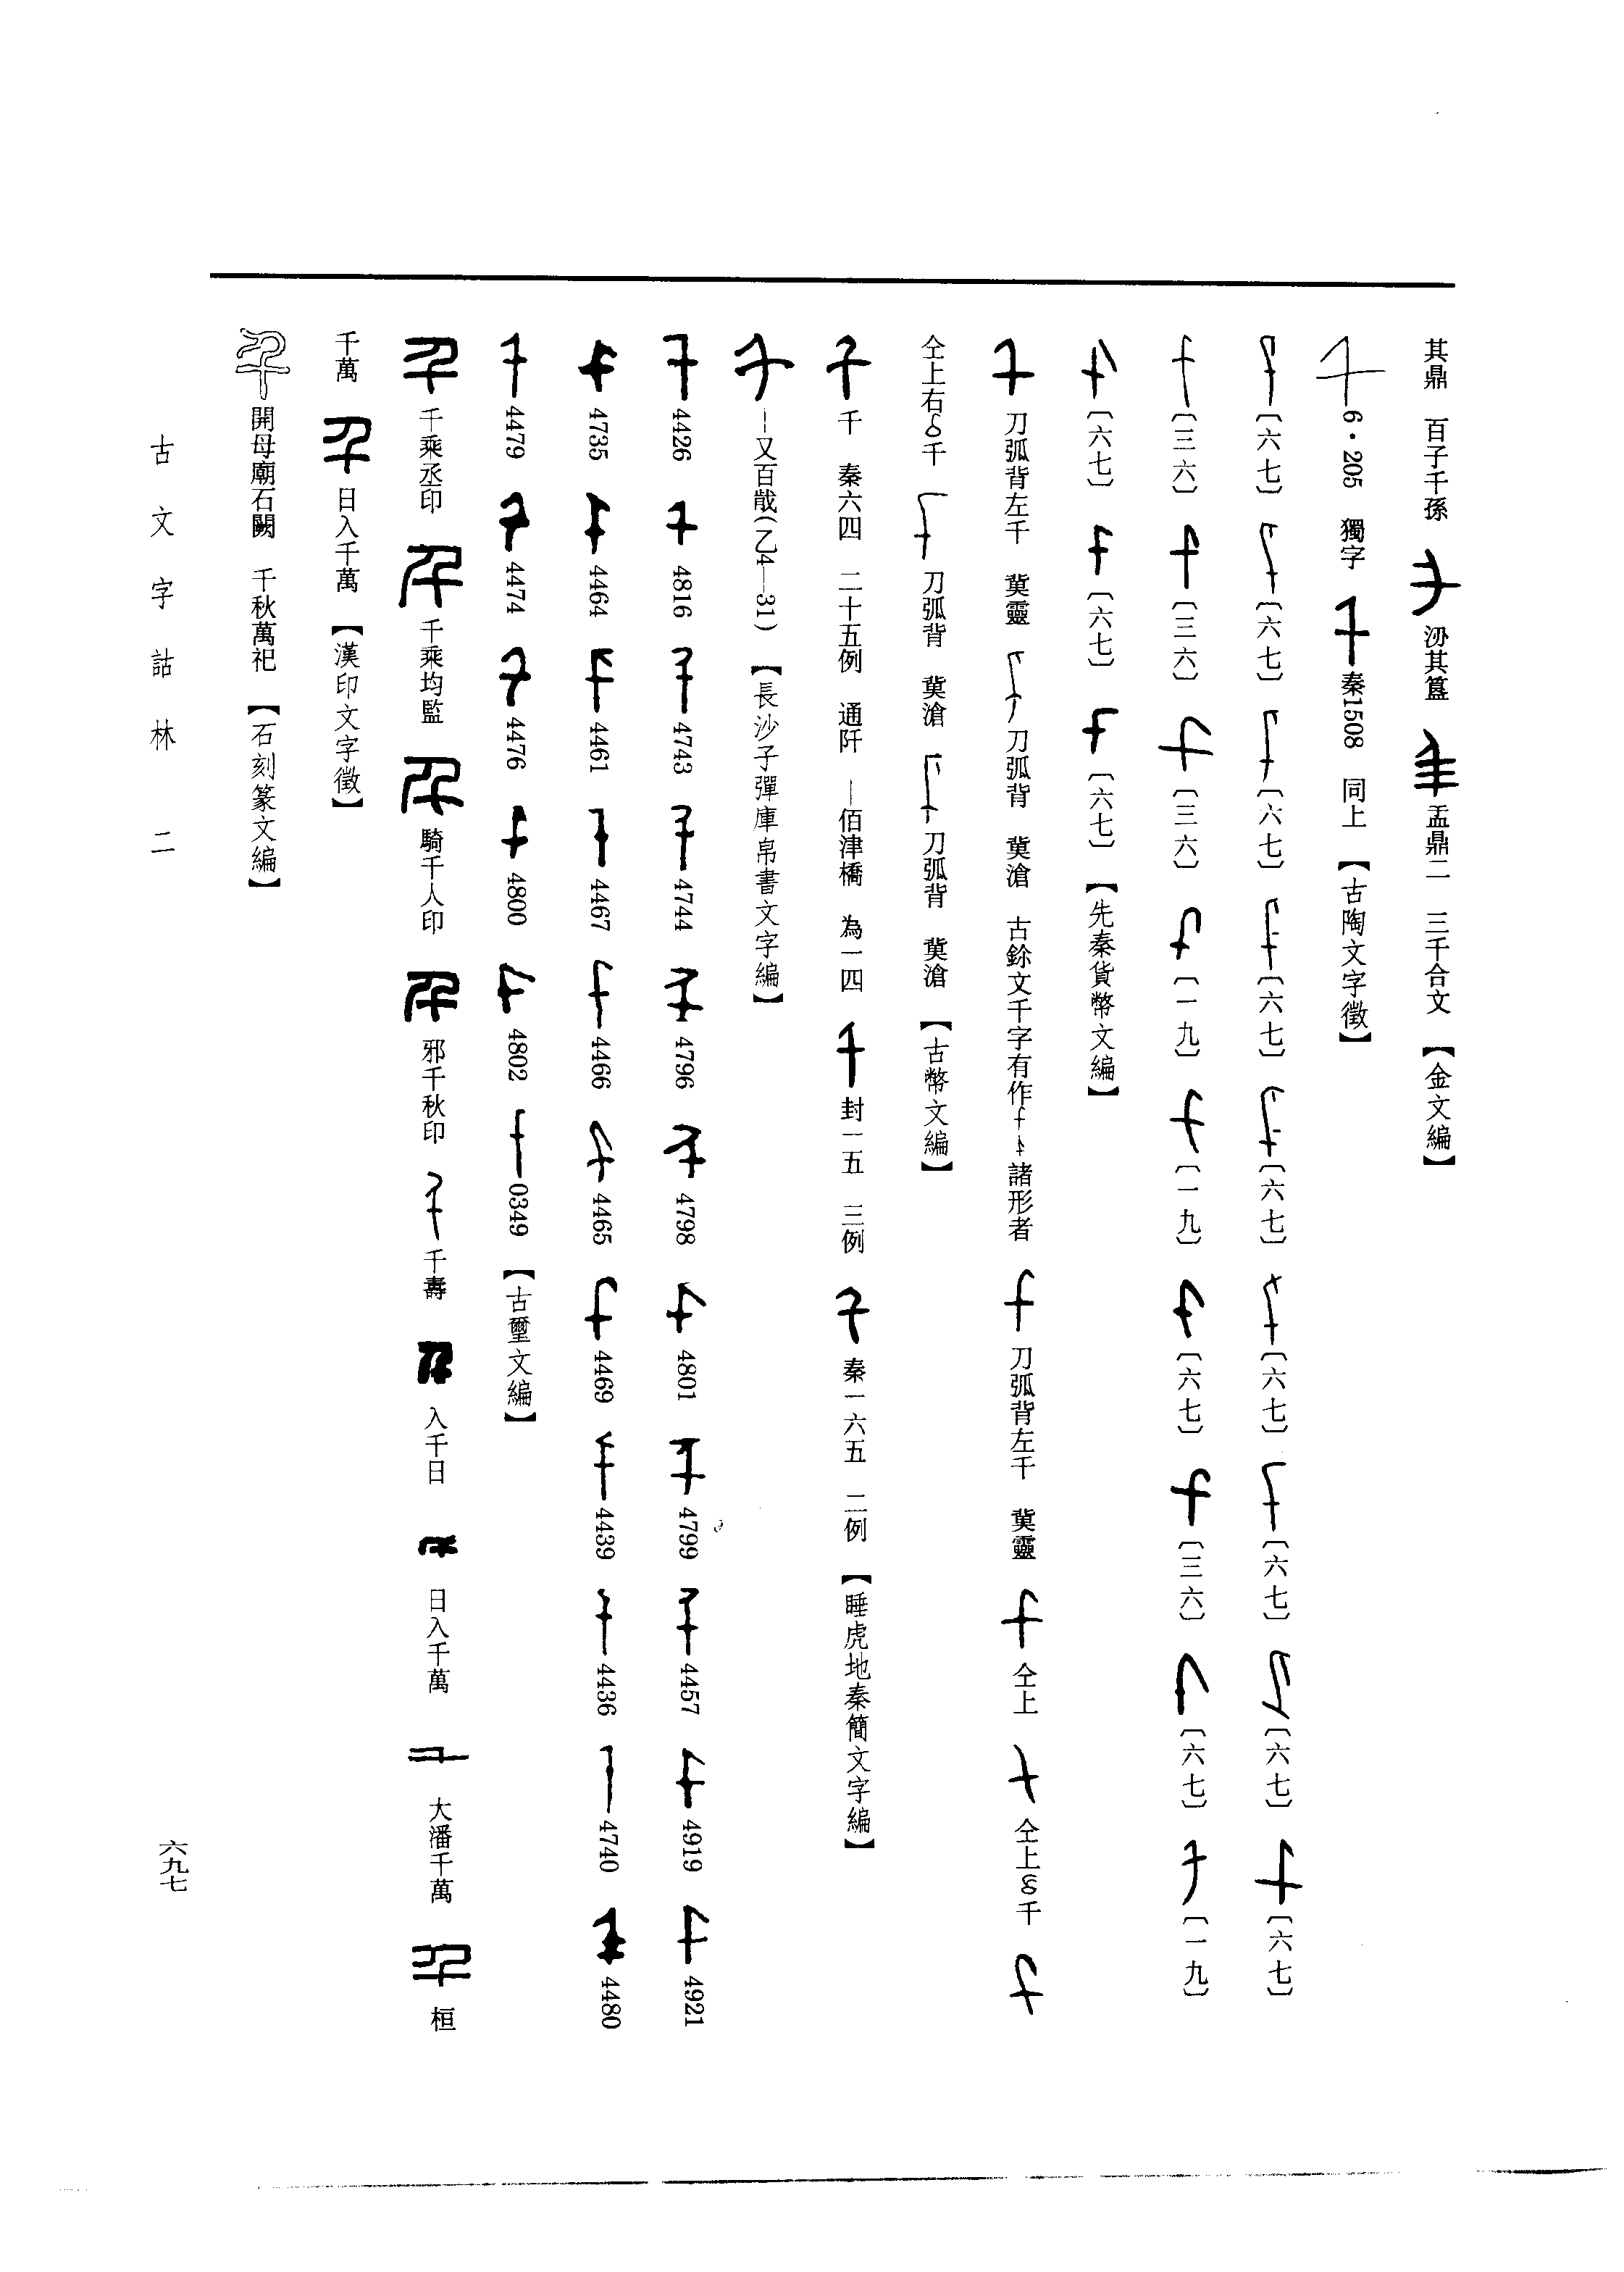 其鼎　百子千孫　𣲷其簋　盂鼎二　三千合文　【金文編】
6·205　獨字　秦1508　同上　【古陶文字徵】
〔六七〕　〔六七〕　〔六七〕　〔六七〕　〔六七〕　〔六七〕　〔六七〕　〔六七〕　〔六七〕
〔三六〕　〔三六〕　〔三六〕　〔一九〕　〔一九〕　〔六七〕　〔三六〕　〔六七〕　〔一九〕
〔六七〕　〔六七〕　〔六七〕　【先秦貨幣文編】
刀弧背左千　冀靈　刀弧背　冀滄　古鉨文千字有作　諸形者　刀弧背左千　冀靈　仝上　仝上　千
仝上右　千　刀弧背　冀滄　刀弧背　冀滄　【古幣文編】
千　秦六四　二十五例　通阡　—佰津橋　為一四　封一五　三例　秦一六五　二例　【睡虎地秦簡文字編】
—又百戠(乙4—31)　【長沙子彈庫帛書文字編】
4426　4816　4743　4744　4796　4798　4801　4799　4457　4919　4921
4735　4464　4461　4467　4466　4465　4469　4439　4436　4740　4480
4479　4474　4476　4800　4802　0349　【古璽文編】
千乘丞印　千乘均監　騎千人印　邪千秋印　千壽　入千日　日入千萬　大潘千萬　桓
千萬　日入千萬　【漢印文字徵】
開母廟石闕　千秋萬祀　【石刻篆文編】
古文字詁林　二
六九七